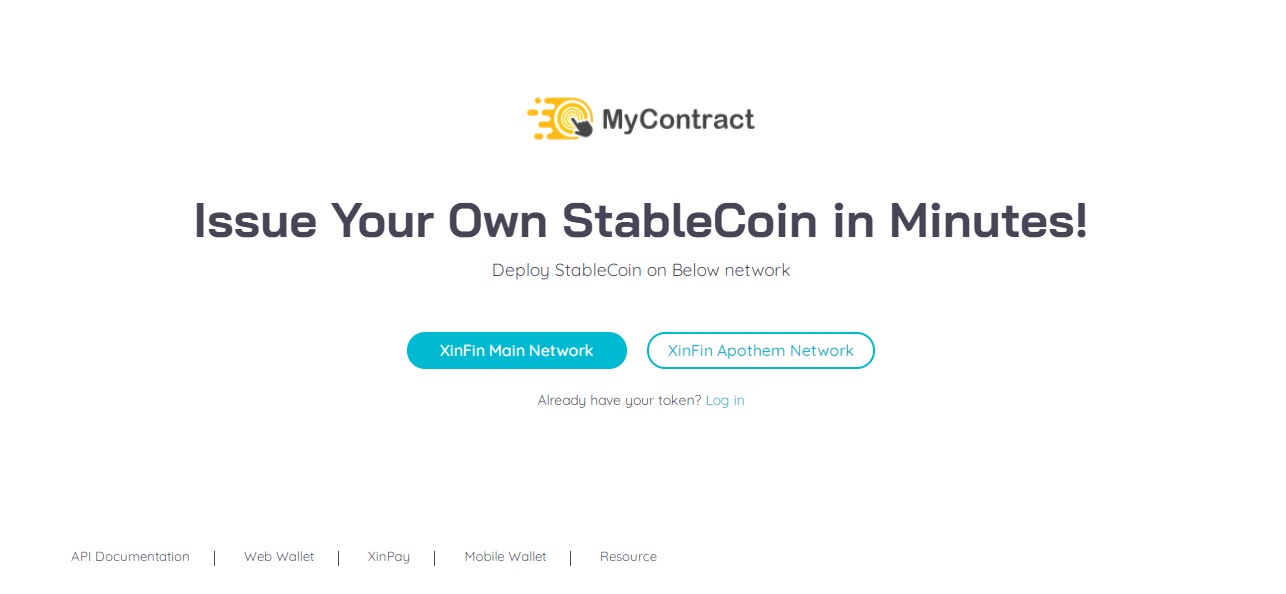 MyContract
Issue Your Own StableCoin in Minutes!
Deploy StableCoin on Below network
XinFin Main Network
XinFin Apothem Network
Already have your token? Log in
API Documentation
Web Wallet
XinPay
Mobile Wallet
Resource